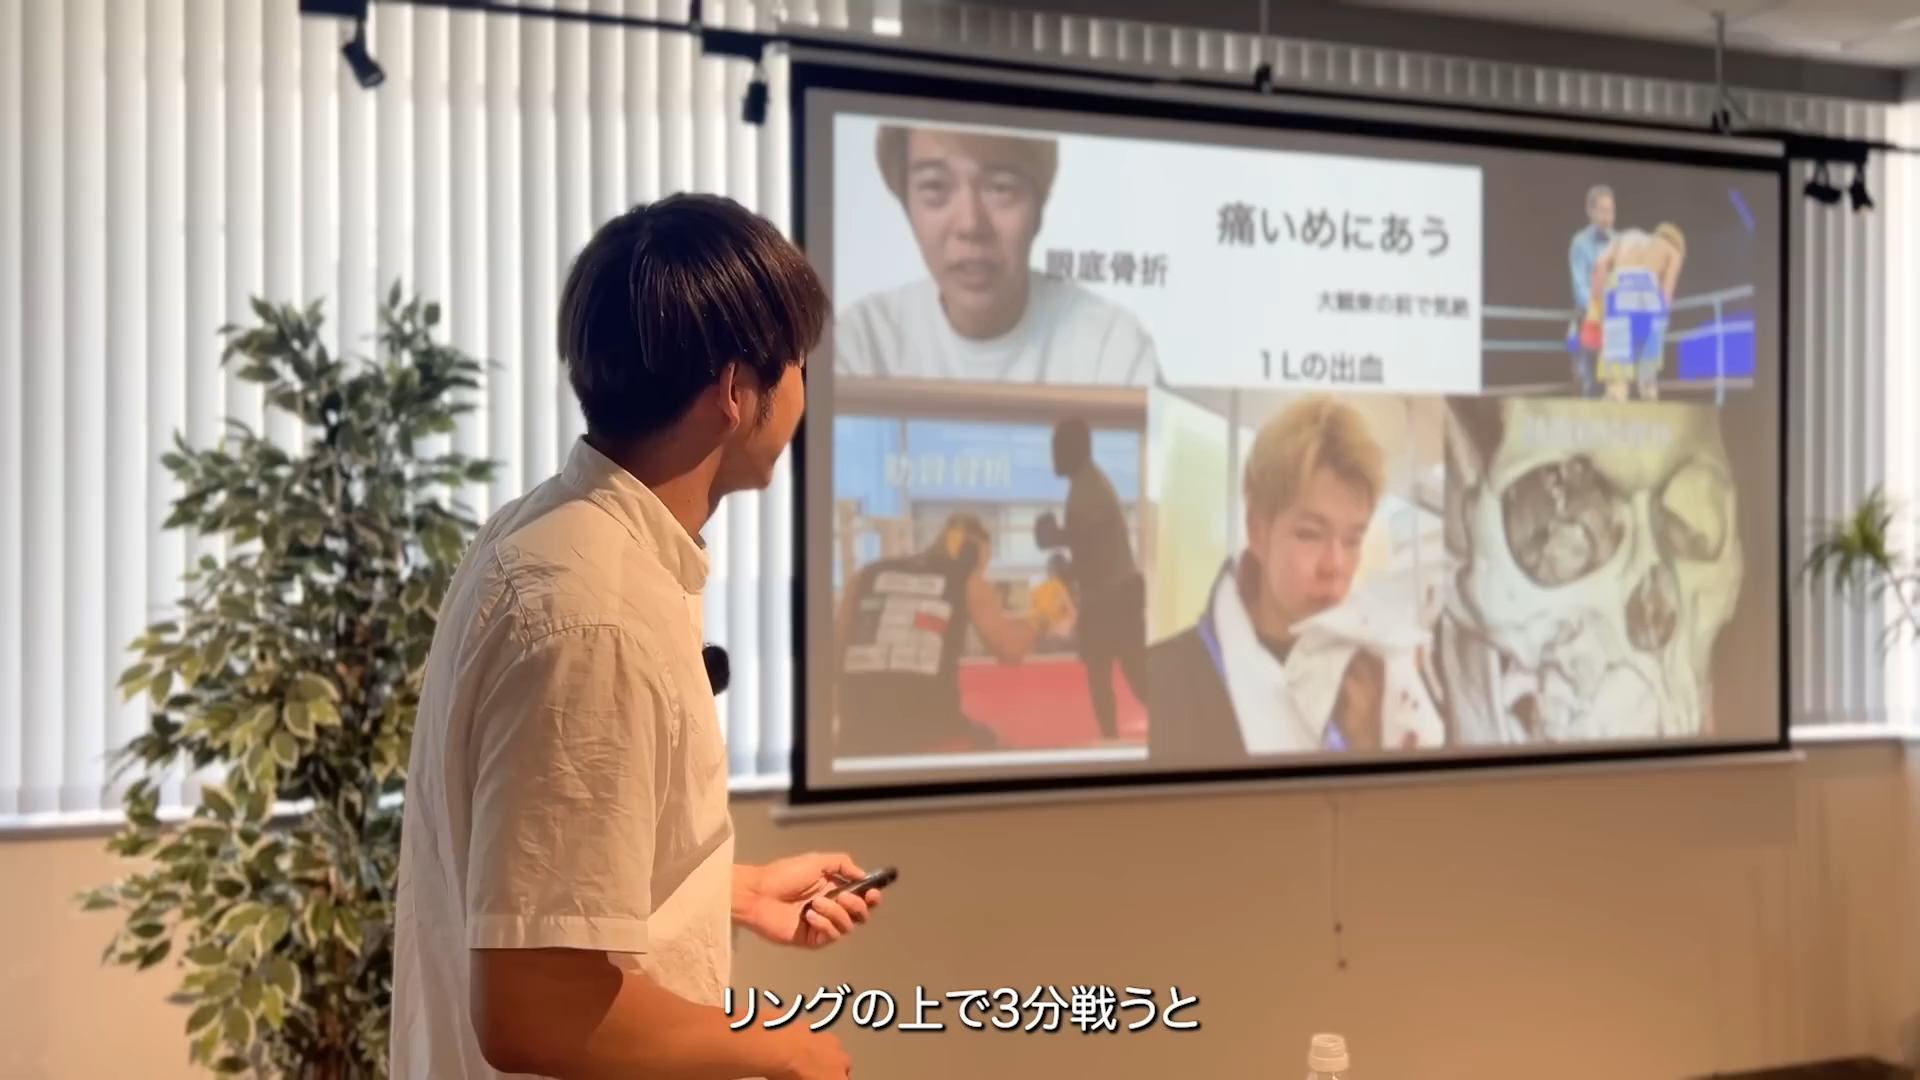 痛いめにあう
眼底骨折
大観衆の前で気絶
1Lの出血
肋骨骨折
リングの上で3分戦うと